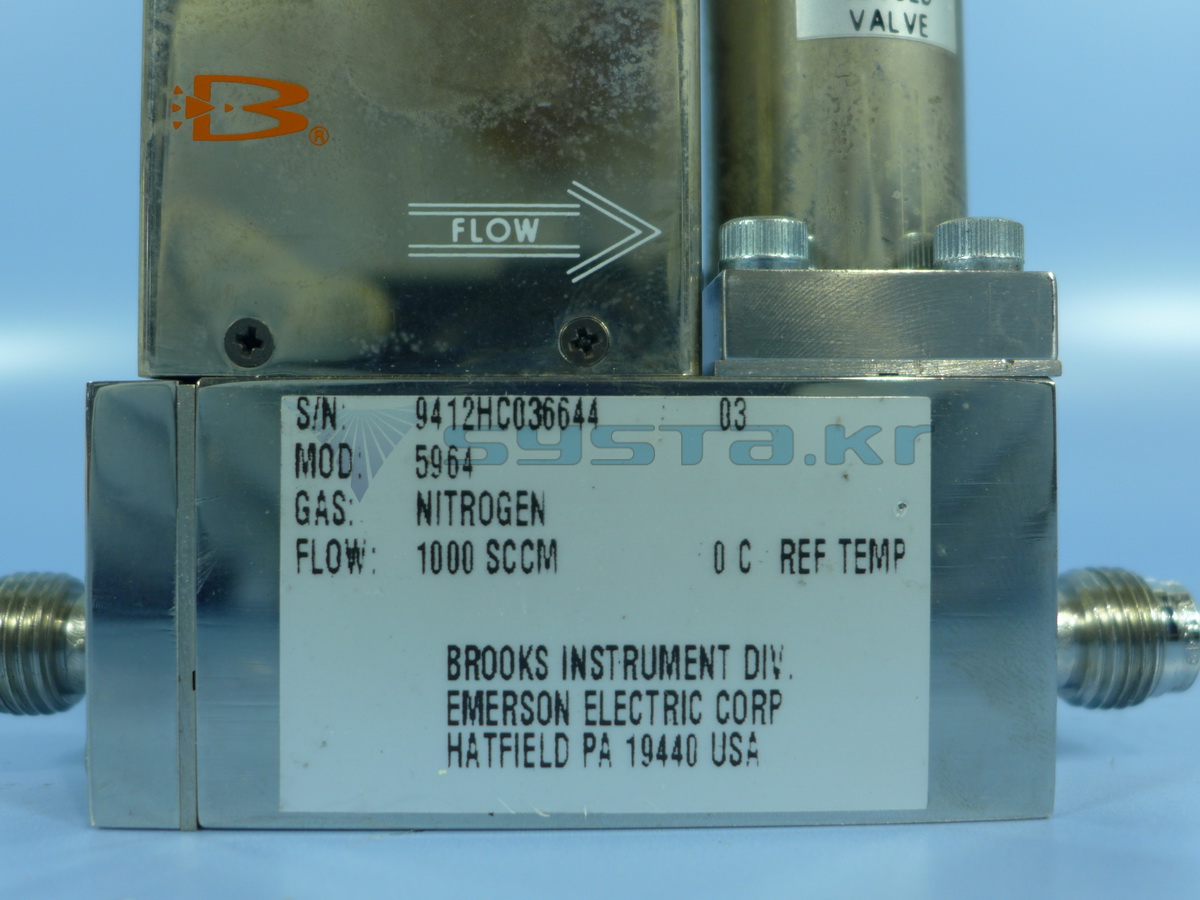 VALVE
B®
FLOW
S/N: 9412HC036644 03
MOD: 5964
GAS: NITROGEN
FLOW: 1000 SCCM 0 C REF TEMP
BROOKS INSTRUMENT DIV.
EMERSON ELECTRIC CORP
HATFIELD PA 19440 USA
systa.kr